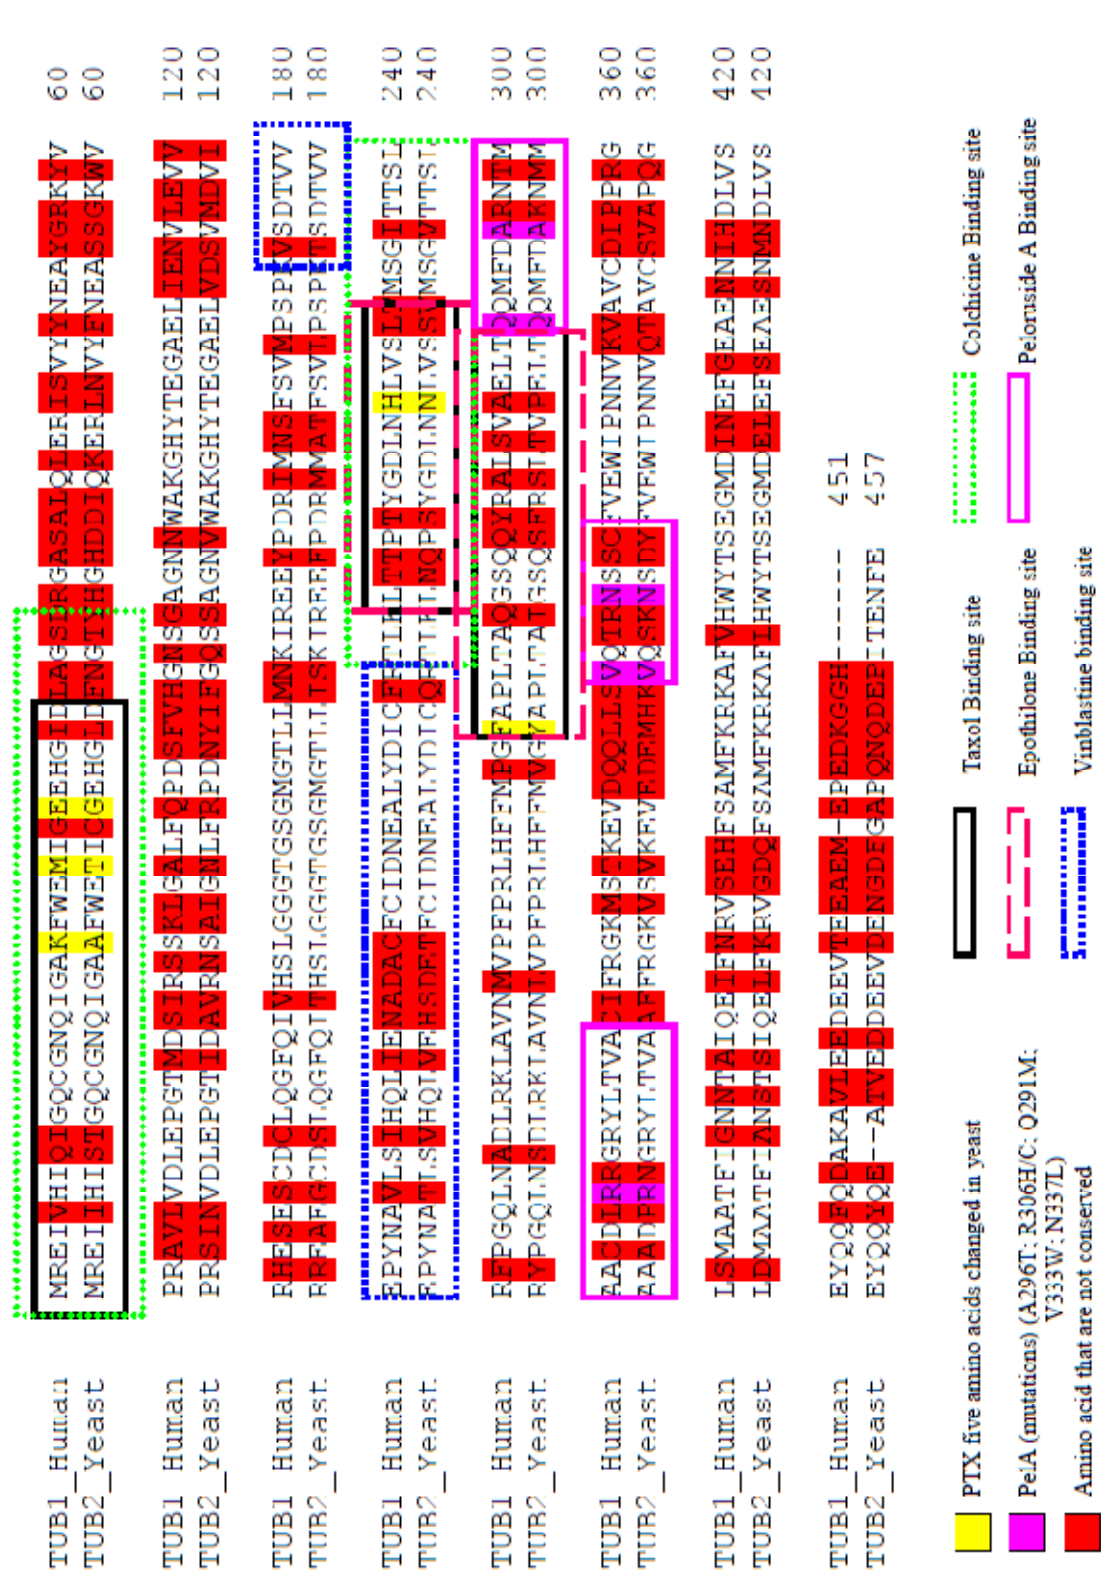 TUB1_Human MREIVHIQIGQCGNQIGAKFWEMIGEEHGIDLAGSDRGASALQLERISVYYNEAYGRKYV 60
TUB2_Yeast MREIIHISTGQCGNQIGAAFWETICGEHGLDFNGTYHGHDDIQKERLNVYFNEASSGKWV 60
TUB1_Human PRAVLVDLEPGTMDSIRSSKLGALFQPDSFVHGNSGAGNNWAKGHYTEGAELIENVLEVV 120
TUB2_Yeast PRSINVDLEPGTIDAVRNSAIGNLFRPDNYIFGQSSAGNVWAKGHYTEGAELVDSVMDVI 120
TUB1_Human RHESESCDCLQGFQIVHSLGGGTGSGMGTLLMNKIREEYPDRIMNSFSVMPSPKVSDTVV 180
TUB2_Yeast RREAEGCDSLQGFQITHSLGGGTGSGMGTLLISKIREEFPDRMMATFSVLPSPKTSDTVV 180
TUB1_Human EPYNAVLSIHQLIENADACFCIDNEALYDICFRTLKLTTPTYGDLNHLVSLTMSGITTSL 240
TUB2_Yeast EPYNATLSVHQLVEHSDETFCIDNEALYDICQRTLKLNQPSYGDLNNLVSSVMSGVTTSL 240
TUB1_Human RFPGQLNADLRKLAVNMVPFPRLHFFMPGFAPLTAQGSQQYRALSVAELTQQMFDARNTM 300
TUB2_Yeast RYPGQLNSDLRKLAVNLVPFPRLHFFMVGYAPLTAIGSQSFRSLTVPELTQQMFDAKNMM 300
TUB1_Human AACDLRRGRYLTVACIFRGKMSTKEVDQQLLSVQTRNSSCFVEWIPNNVKVAVCDIPPRG 360
TUB2_Yeast AAADPRNGRYLTVAAFFRGKVSVKEVEDEMHKVQSKNSDYFVEWIPNNVQTAVCSVAPQG 360
TUB1_Human LSMAATFIGNNTAIQEIFNRVSEHFSAMFKRKAFVHWYTSEGMDINEFGEAENNIHDLVS 420
TUB2_Yeast LDMAATFIANSTSIQELFKRVGDQFSAMFKRKAFLHWYTSEGMDELEFSEAESNMNDLVS 420
TUB1_Human EYQQFQDAKAVLEEDEEVTEEAEM-EPEDKGGH------ 451
TUB2_Yeast EYQQYQE--ATVEDDEEVDENGDFGAPQNQDEPITENFE 457
PTX five amino acids changed in yeast
PelA (mutations) (A296T; R306H/C; Q291M;
V333W; N337L)
Amino acid that are not conserved
Taxol Binding site
Epothilone Binding site
Vinblastine binding site
Colchicine Binding site
Peloruside A Binding site